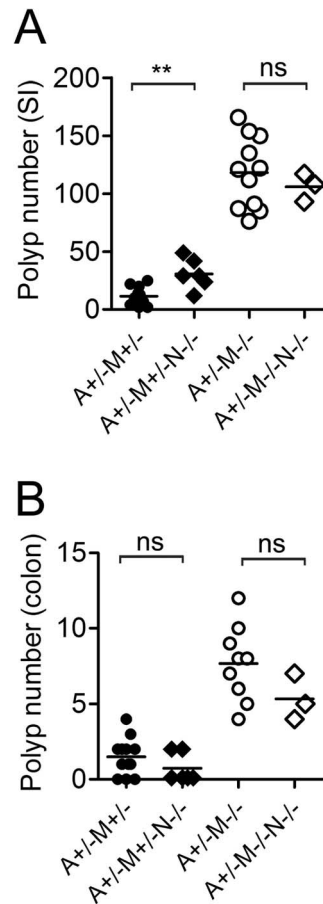 A
Polyp number (SI)
200
150
100
50
0
**
ns
A+/-M+/-
A+/-M+/-N-/-
A+/-M-/-
A+/-M-/-N-/-
B
Polyp number (colon)
15
10
5
0
ns
ns
A+/-M+/-
A+/-M+/-N-/-
A+/-M-/-
A+/-M-/-N-/-